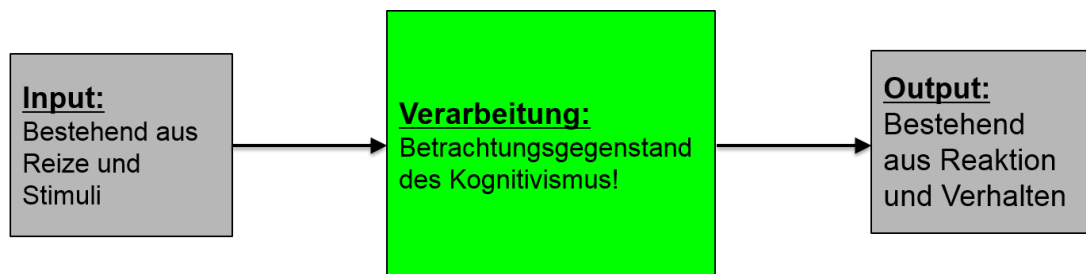 Input:
Bestehend aus
Reize und
Stimuli
Verarbeitung:
Betrachtungsgegenstand
des Kognitivismus!
Output:
Bestehend
aus Reaktion
und Verhalten